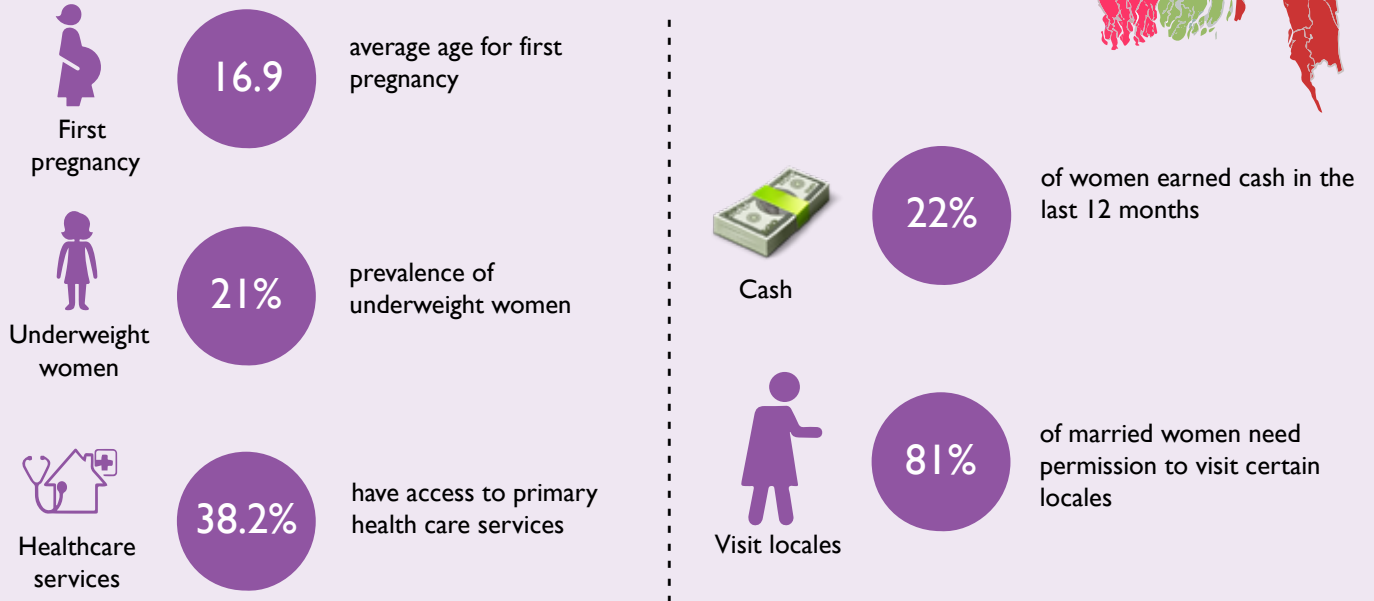 First
pregnancy
16.9
average age for first
pregnancy
Underweight
women
21%
prevalence of
underweight women
Healthcare
services
38.2%
have access to primary
health care services
Cash
22%
of women earned cash in the
last 12 months
Visit locales
81%
of married women need
permission to visit certain
locales